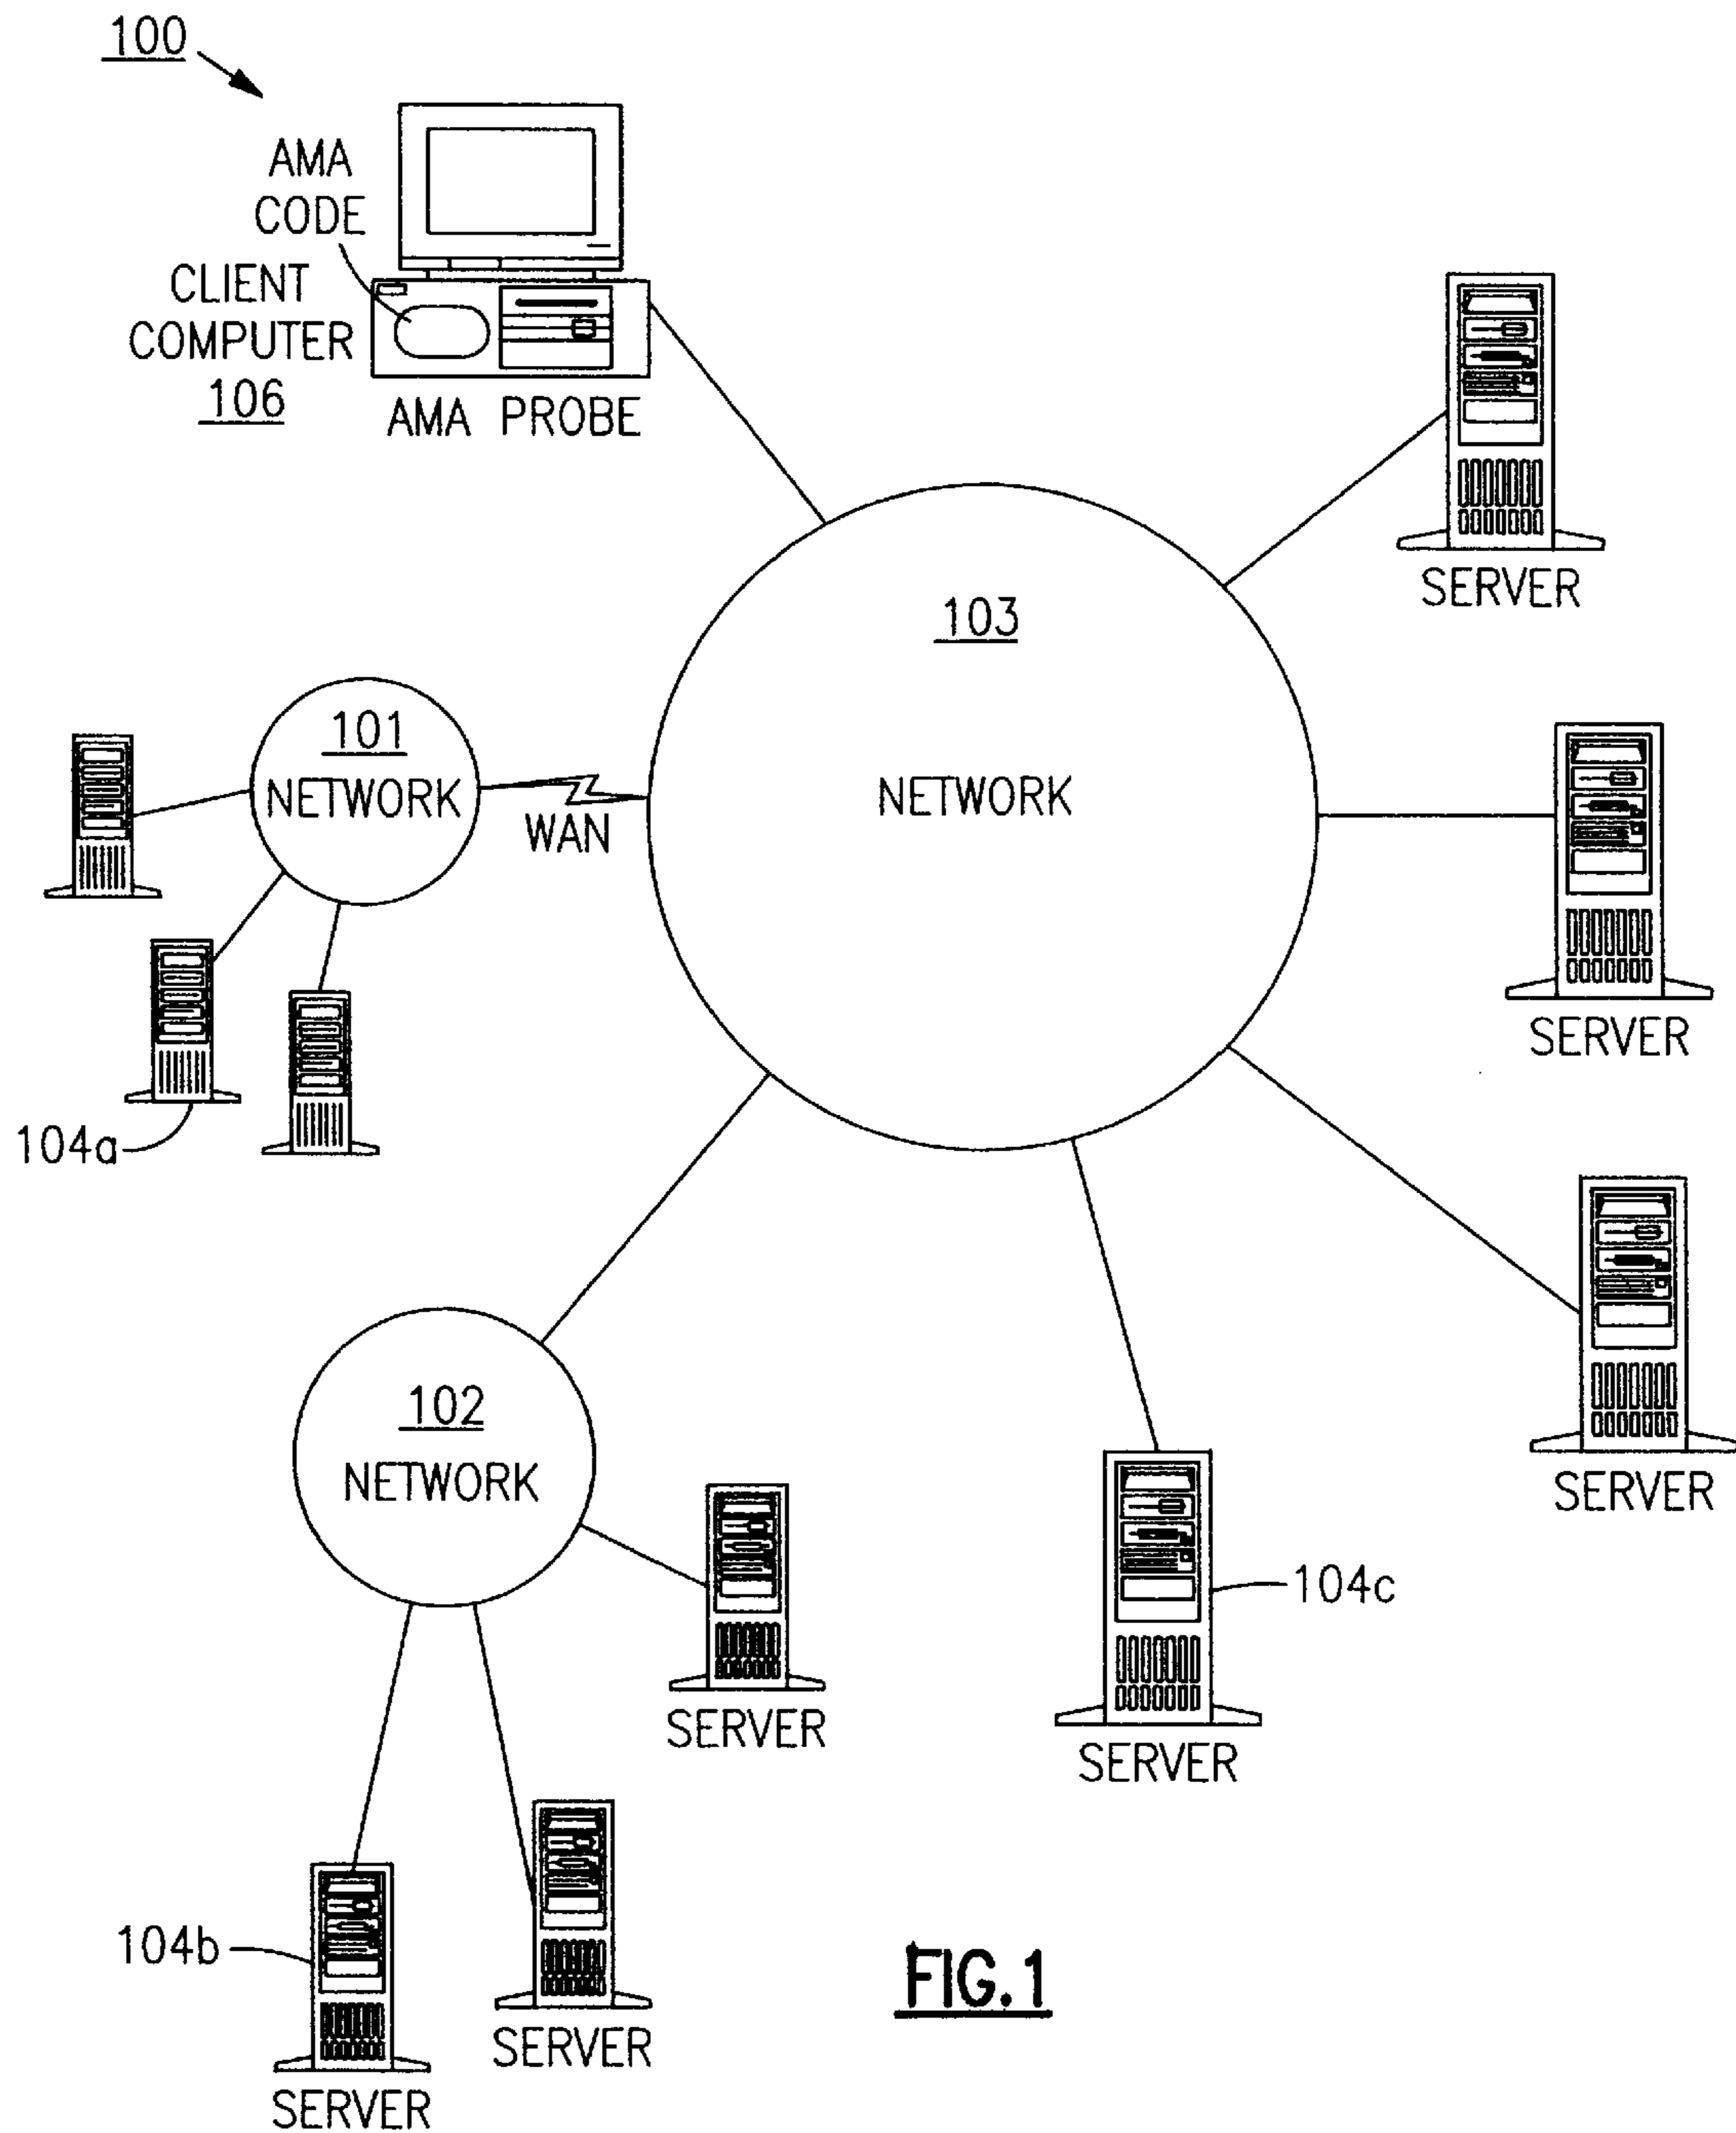 100
AMA
CODE
CLIENT
COMPUTER
106
AMA PROBE
SERVER
103
NETWORK
101
NETWORK
WAN
SERVER
104a
102
NETWORK
SERVER
104c
SERVER
SERVER
104b
SERVER
SERVER
FIG.1